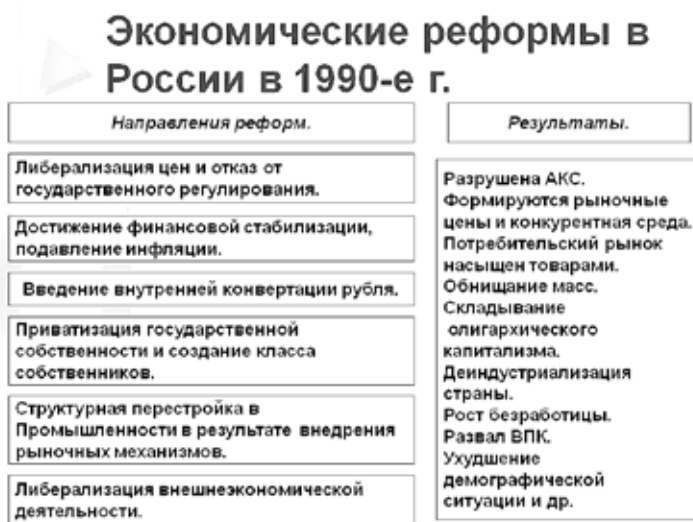 Экономические реформы в
России в 1990-е г.
Направления реформ.
Либерализация цен и отказ от
государственного регулирования.
Достижение финансовой стабилизации,
подавление инфляции.
Введение внутренней конвертации рубля.
Приватизация государственной
собственности и создание класса
собственников.
Структурная перестройка в
Промышленности в результате внедрения
рыночных механизмов.
Либерализация внешнеэкономической
деятельности.
Результаты.
Разрушена АКС.
Формируются рыночные
цены и конкурентная среда.
Потребительский рынок
насыщен товарами.
Обнищание масс.
Складывание
олигархического
капитализма.
Деиндустриализация
страны.
Рост безработицы.
Развал ВПК.
Ухудшение
демографической
ситуации и др.